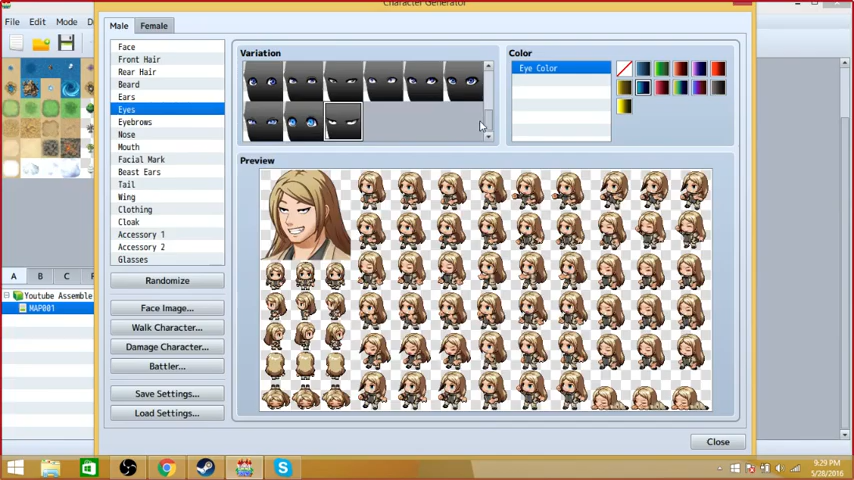 Character Generator
File
Edit
Mode
Male
Female
Face
Front Hair
Rear Hair
Beard
Ears
Eyes
Eyebrows
Nose
Mouth
Facial Mark
Beast Ears
Tail
Wing
Clothing
Cloak
Accessory 1
Accessory 2
Glasses
Randomize
Face Image...
Walk Character...
Damage Character...
Battler...
Save Settings...
Load Settings...
Variation
Color
Eye Color
Preview
Close
A
B
C
Youtube Assemble
MAP001
9:29 PM
5/28/2016